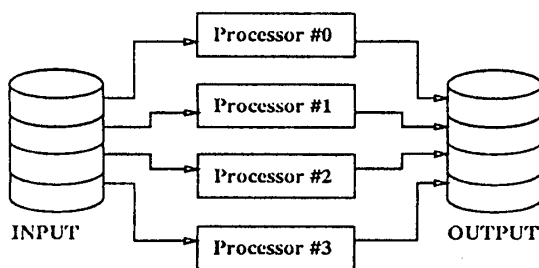 Processor #0
Processor #1
Processor #2
Processor #3
INPUT
OUTPUT